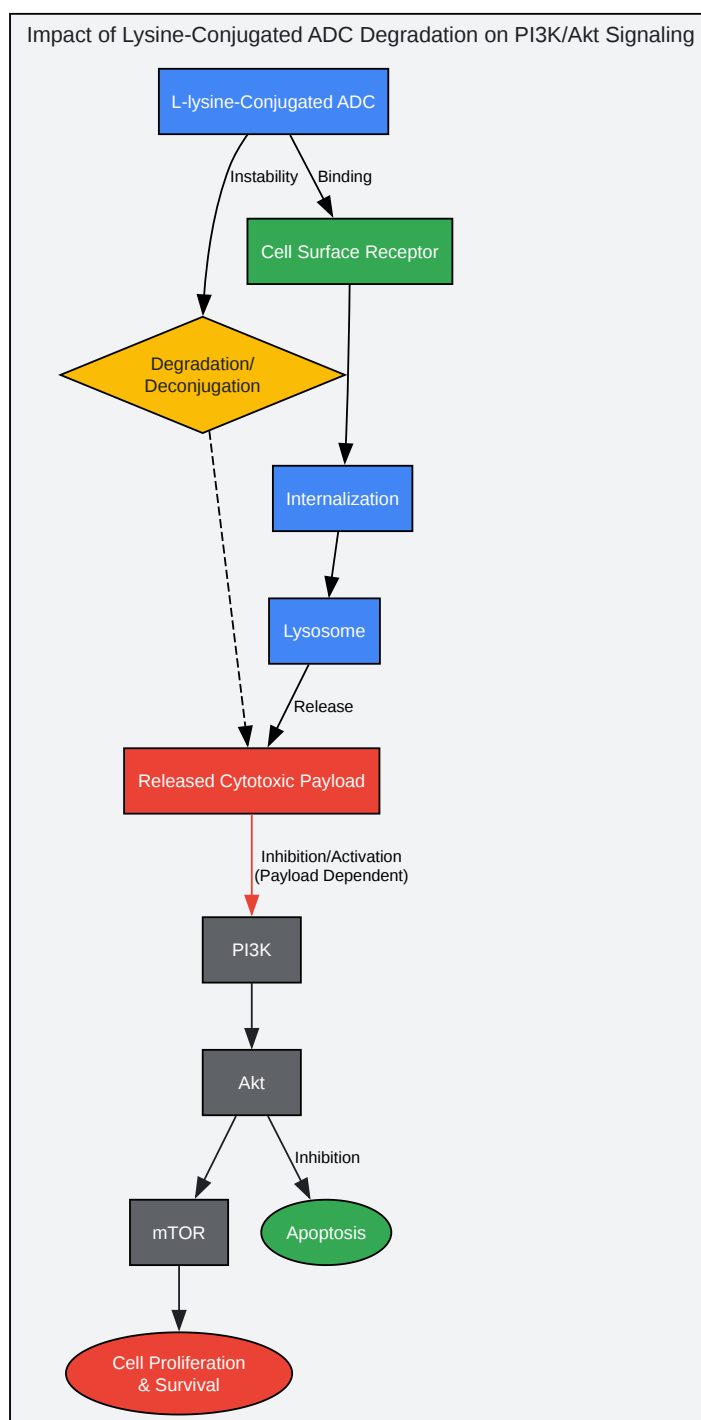 Impact of Lysine-Conjugated ADC Degradation on PI3K/Akt Signaling
L-lysine-Conjugated ADC
Instability
Binding
Cell Surface Receptor
Degradation/
Deconjugation
Internalization
Lysosome
Release
Released Cytotoxic Payload
Inhibition/Activation
(Payload Dependent)
PI3K
Akt
Inhibition
mTOR
Apoptosis
Cell Proliferation
& Survival